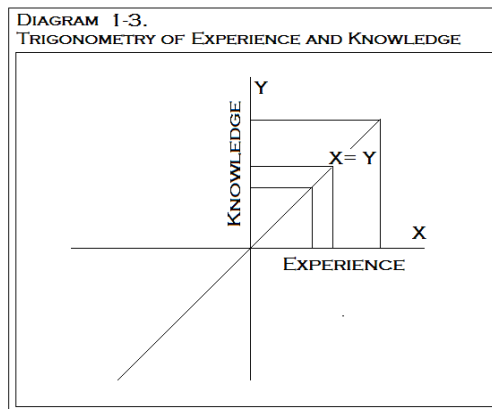 DIAGRAM 1-3.
TRIGONOMETRY OF EXPERIENCE AND KNOWLEDGE
Y
KNOWLEDGE
X= Y
X
EXPERIENCE